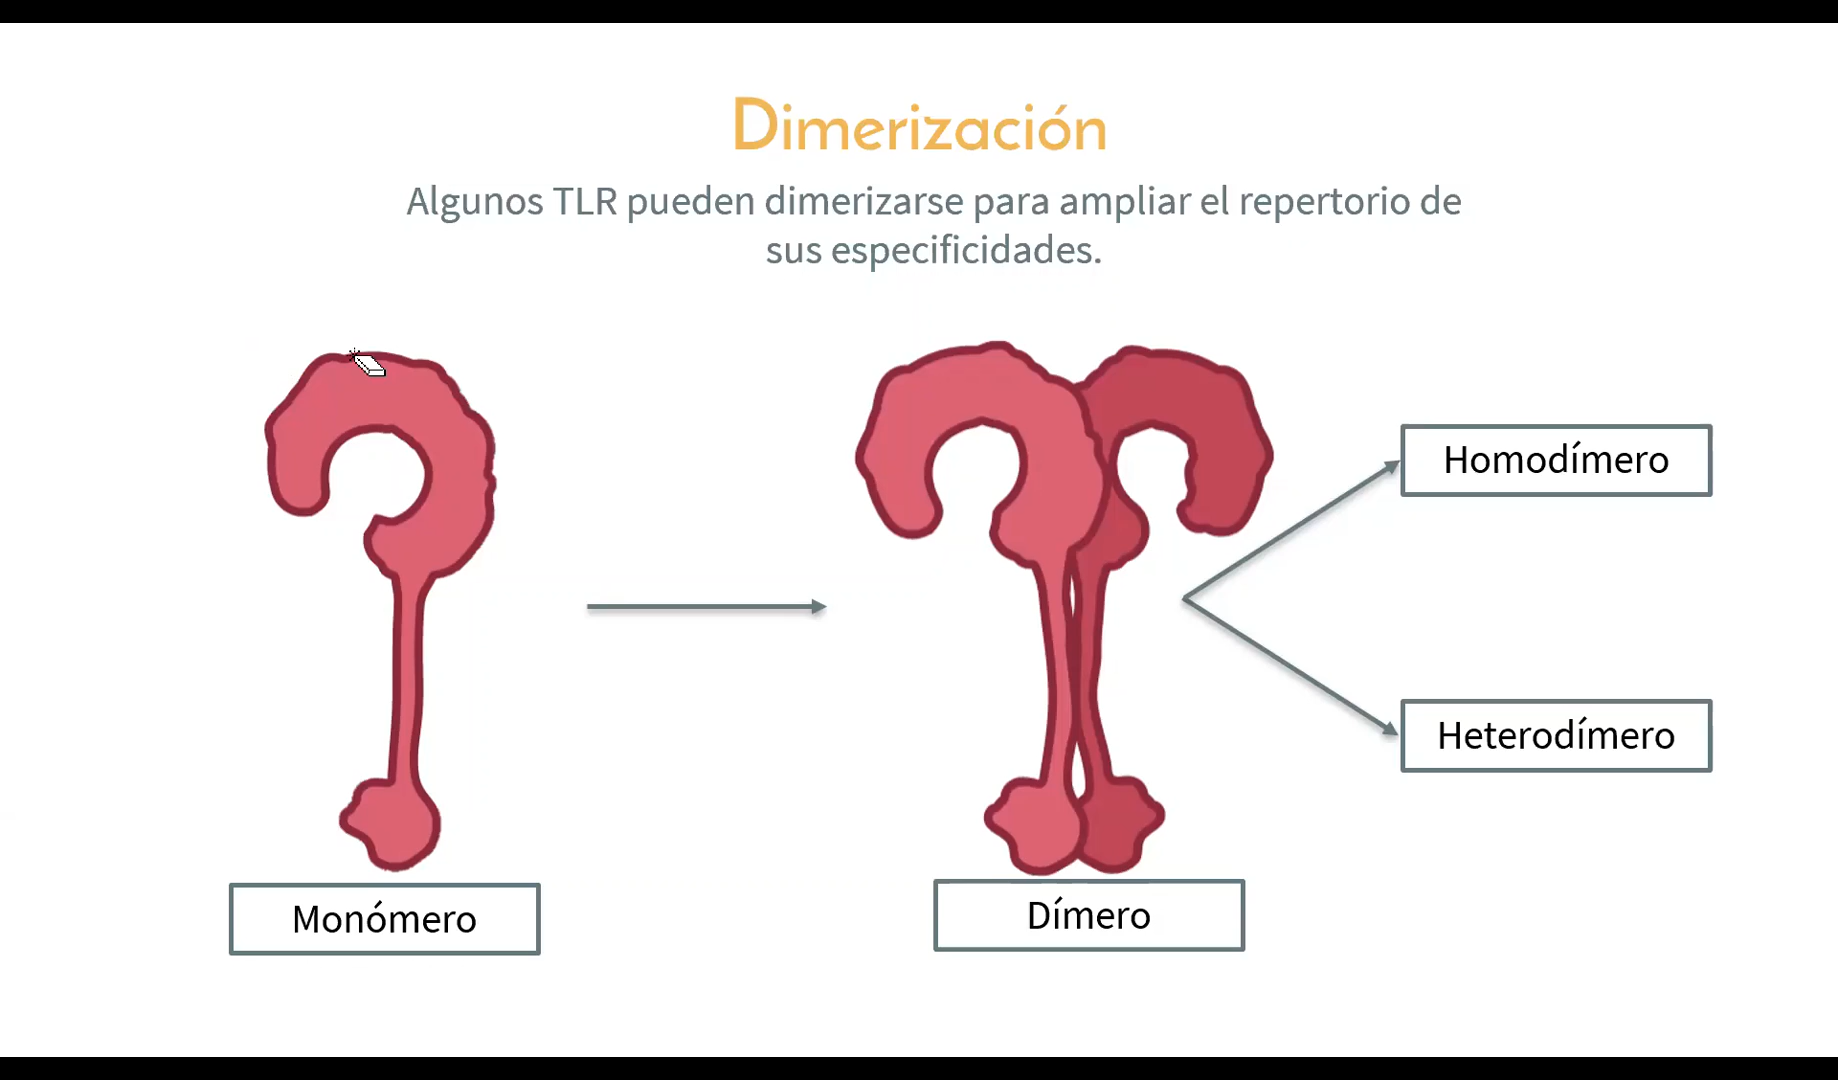 Dimerización
Algunos TLR pueden dimerizarse para ampliar el repertorio de
sus especificidades.
Homodímero
Heterodímero
Monómero
Dímero